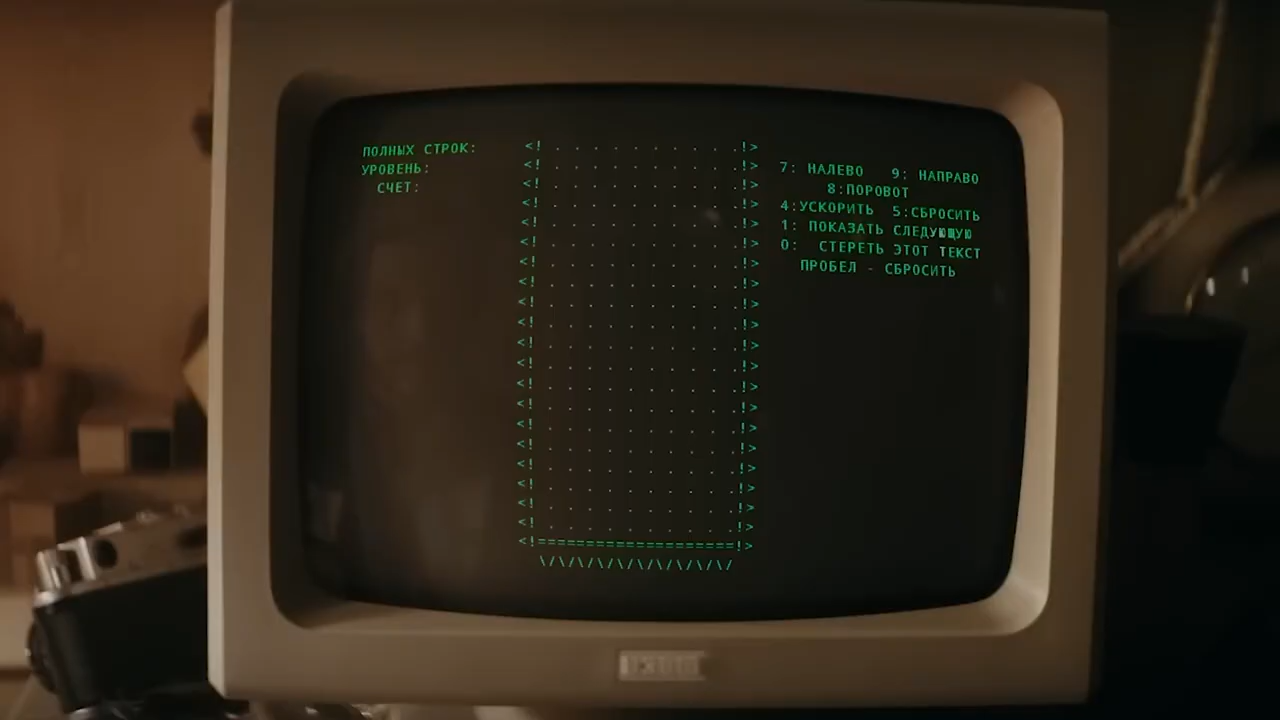 ПОЛНЫХ СТРОК:
УРОВЕНЬ:
СЧЕТ:
7: НАЛЕВО 9: НАПРАВО
8:ПОРОВОТ
4:УСКОРИТЬ 5:СБРОСИТЬ
1: ПОКАЗАТЬ СЛЕДУЮЩУЮ
0: СТЕРЕТЬ ЭТОТ ТЕКСТ
ПРОБЕЛ - СБРОСИТЬ